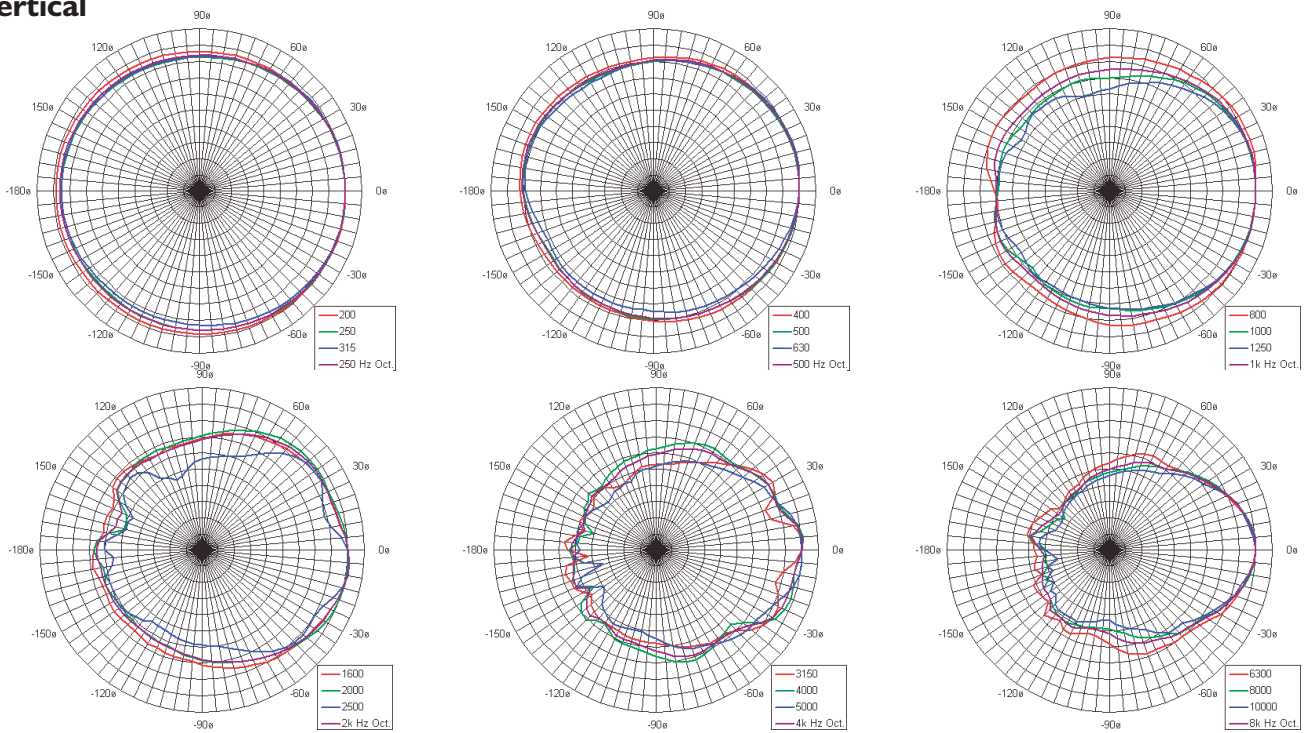 ertical
90ø
120ø
60ø
150ø
30ø
-180ø
0ø
-150ø
-30ø
-120ø
-60ø
-90ø
200
250
315
250 Hz Oct.
90ø
120ø
60ø
150ø
30ø
-180ø
0ø
-150ø
-30ø
-120ø
-60ø
-90ø
400
500
630
500 Hz Oct.
90ø
120ø
60ø
150ø
30ø
-180ø
0ø
-150ø
-30ø
-120ø
-60ø
-90ø
800
1000
1250
1k Hz Oct.
90ø
120ø
60ø
150ø
30ø
-180ø
0ø
-150ø
-30ø
-120ø
-60ø
-90ø
1600
2000
2500
2k Hz Oct.
90ø
120ø
60ø
150ø
30ø
-180ø
0ø
-150ø
-30ø
-120ø
-60ø
-90ø
3150
4000
5000
4k Hz Oct.
90ø
120ø
60ø
150ø
30ø
-180ø
0ø
-150ø
-30ø
-120ø
-60ø
-90ø
6300
8000
10000
8k Hz Oct.